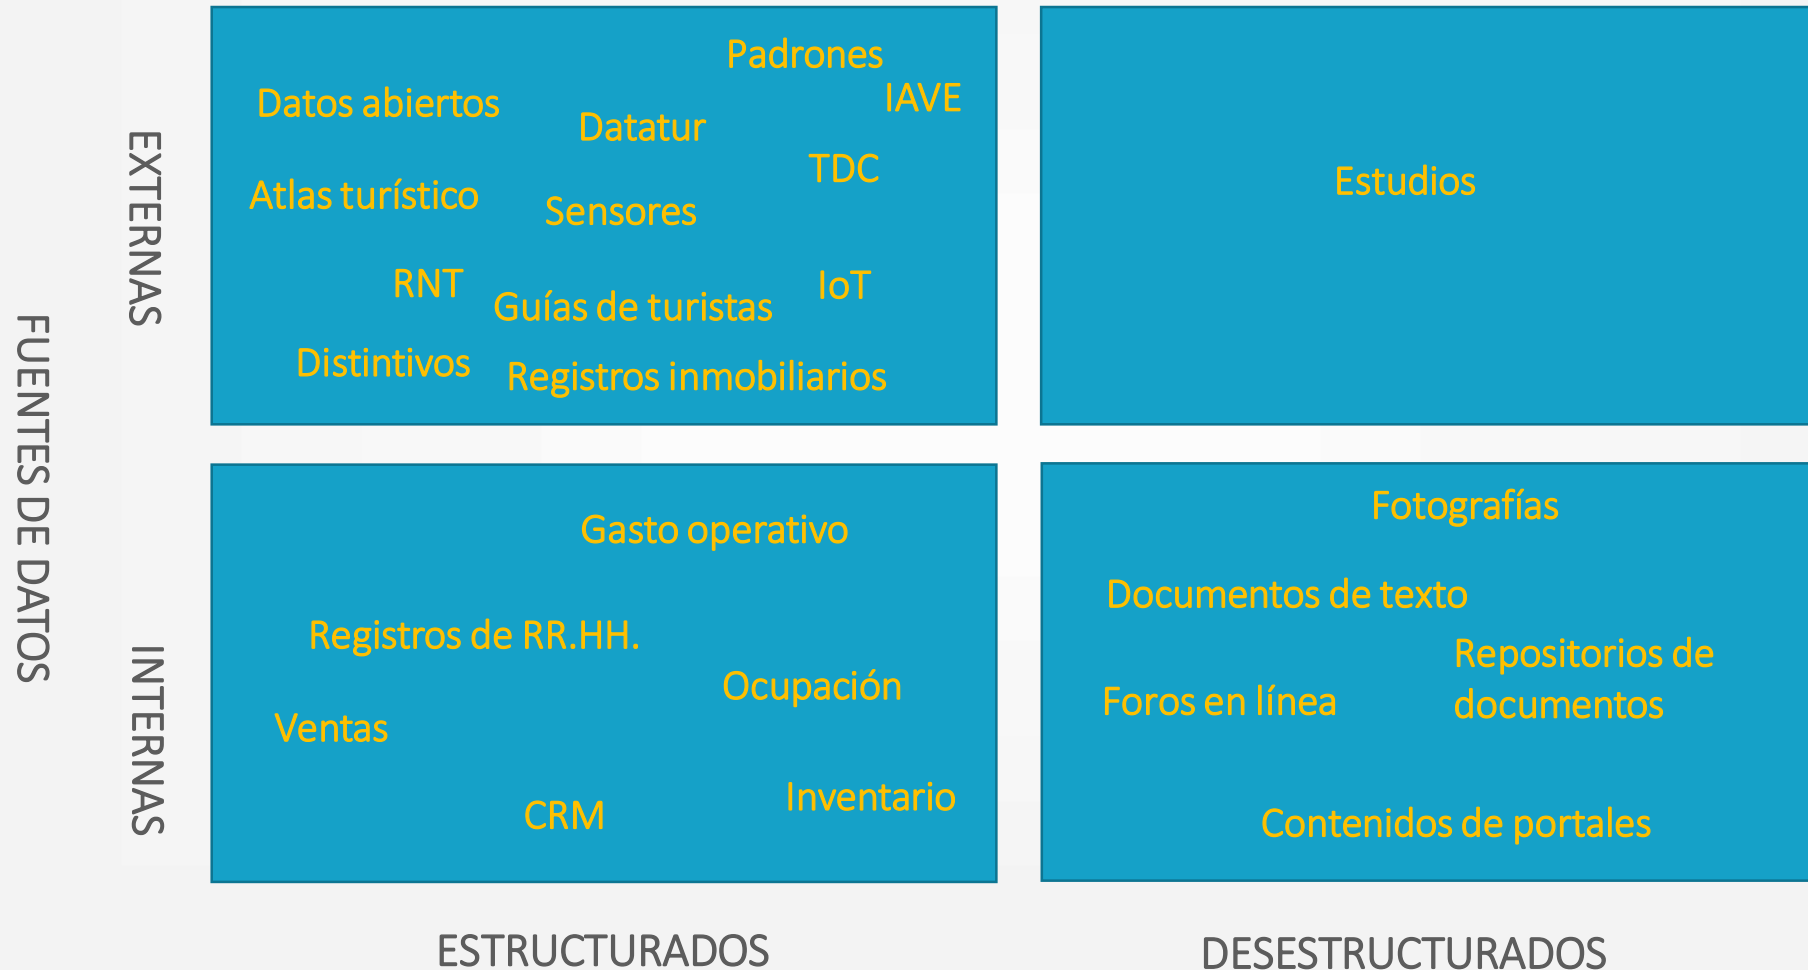 FUENTES DE DATOS
EXTERNAS
Padrones
IAVE
Datos abiertos
Datatur
TDC
Atlas turístico
Sensores
RNT
IoT
Guías de turistas
Distintivos
Registros inmobiliarios
Estudios
INTERNAS
Gasto operativo
Registros de RR.HH.
Ocupación
Ventas
Inventario
CRM
Fotografías
Documentos de texto
Repositorios de
documentos
Foros en línea
Contenidos de portales
ESTRUCTURADOS
DESESTRUCTURADOS